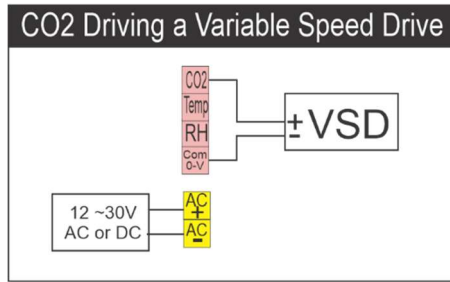 CO2 Driving a Variable Speed Drive
CO2
Temp
RH
Com
0-V
± VSD
-
12 ~30V
AC or DC
AC
+
AC
-